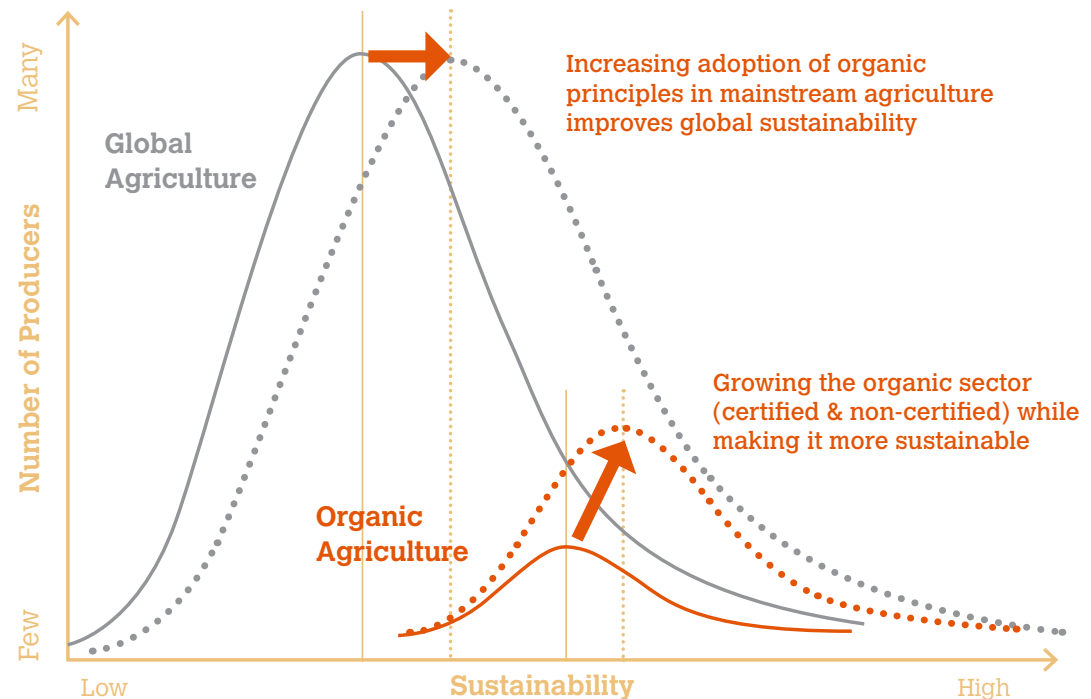 Many
Increasing adoption of organic
principles in mainstream agriculture
improves global sustainability
Global
Agriculture
Number of Producers
Growing the organic sector
(certified & non-certified) while
making it more sustainable
Organic
Agriculture
Few
Low
Sustainability
High